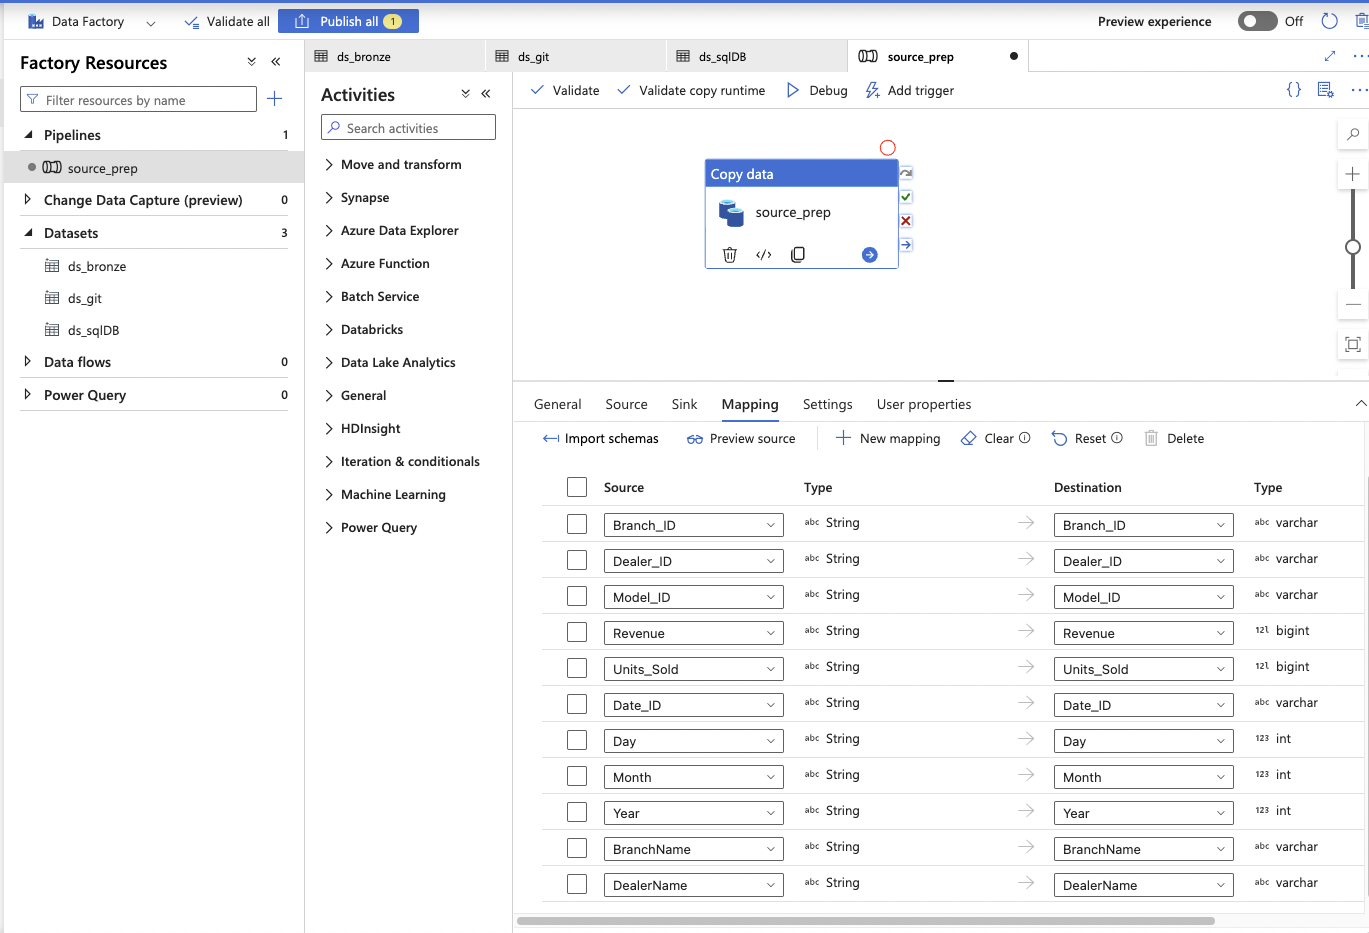 Data Factory
Validate all
Publish all 1
Preview experience
Off
Factory Resources
Filter resources by name
Pipelines 1
source_prep
Change Data Capture (preview) 0
Datasets 3
ds_bronze
ds_git
ds_sqlDB
Data flows 0
Power Query 0
ds_bronze
ds_git
ds_sqlDB
source_prep
Activities
Search activities
Move and transform
Synapse
Azure Data Explorer
Azure Function
Batch Service
Databricks
Data Lake Analytics
General
HDInsight
Iteration & conditionals
Machine Learning
Power Query
Validate
Validate copy runtime
Debug
Add trigger
Copy data
source_prep
General
Source
Sink
Mapping
Settings
User properties
Import schemas
Preview source
New mapping
Clear
Reset
Delete
Source Type Destination Type
Branch_ID abc String Branch_ID abc varchar
Dealer_ID abc String Dealer_ID abc varchar
Model_ID abc String Model_ID abc varchar
Revenue abc String Revenue 12l bigint
Units_Sold abc String Units_Sold 12l bigint
Date_ID abc String Date_ID abc varchar
Day abc String Day 123 int
Month abc String Month 123 int
Year abc String Year 123 int
BranchName abc String BranchName abc varchar
DealerName abc String DealerName abc varchar